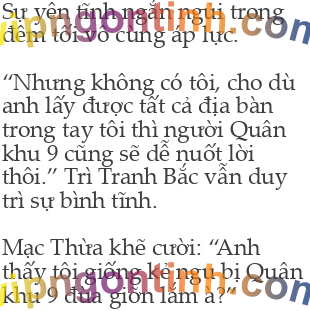 Sự yên tĩnh ngắn ngủi trong
đêm tối vô cùng áp lực.
“Nhưng không có tôi, cho dù
anh lấy được tất cả địa bàn
trong tay tôi thì người Quân
khu 9 cũng sẽ dễ nuốt lời
thôi.” Trì Tranh Bắc vẫn duy
trì sự bình tĩnh.
Mạc Thừa khẽ cười: “Anh
thấy tôi giống kẻ ngu bị Quân
khu 9 đùa giỡn lắm à?”